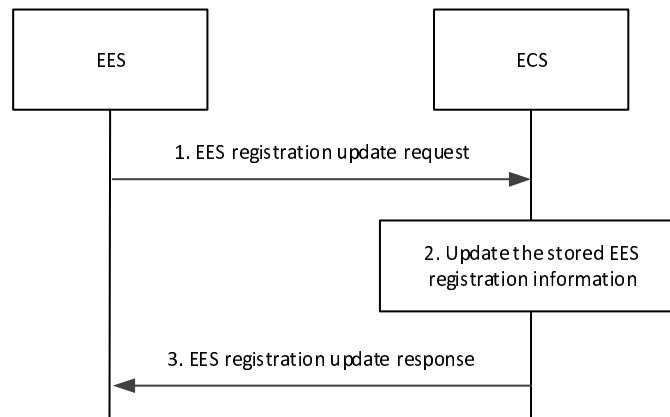 EES
ECS
1. EES registration update request
2. Update the stored EES
registration information
3. EES registration update response